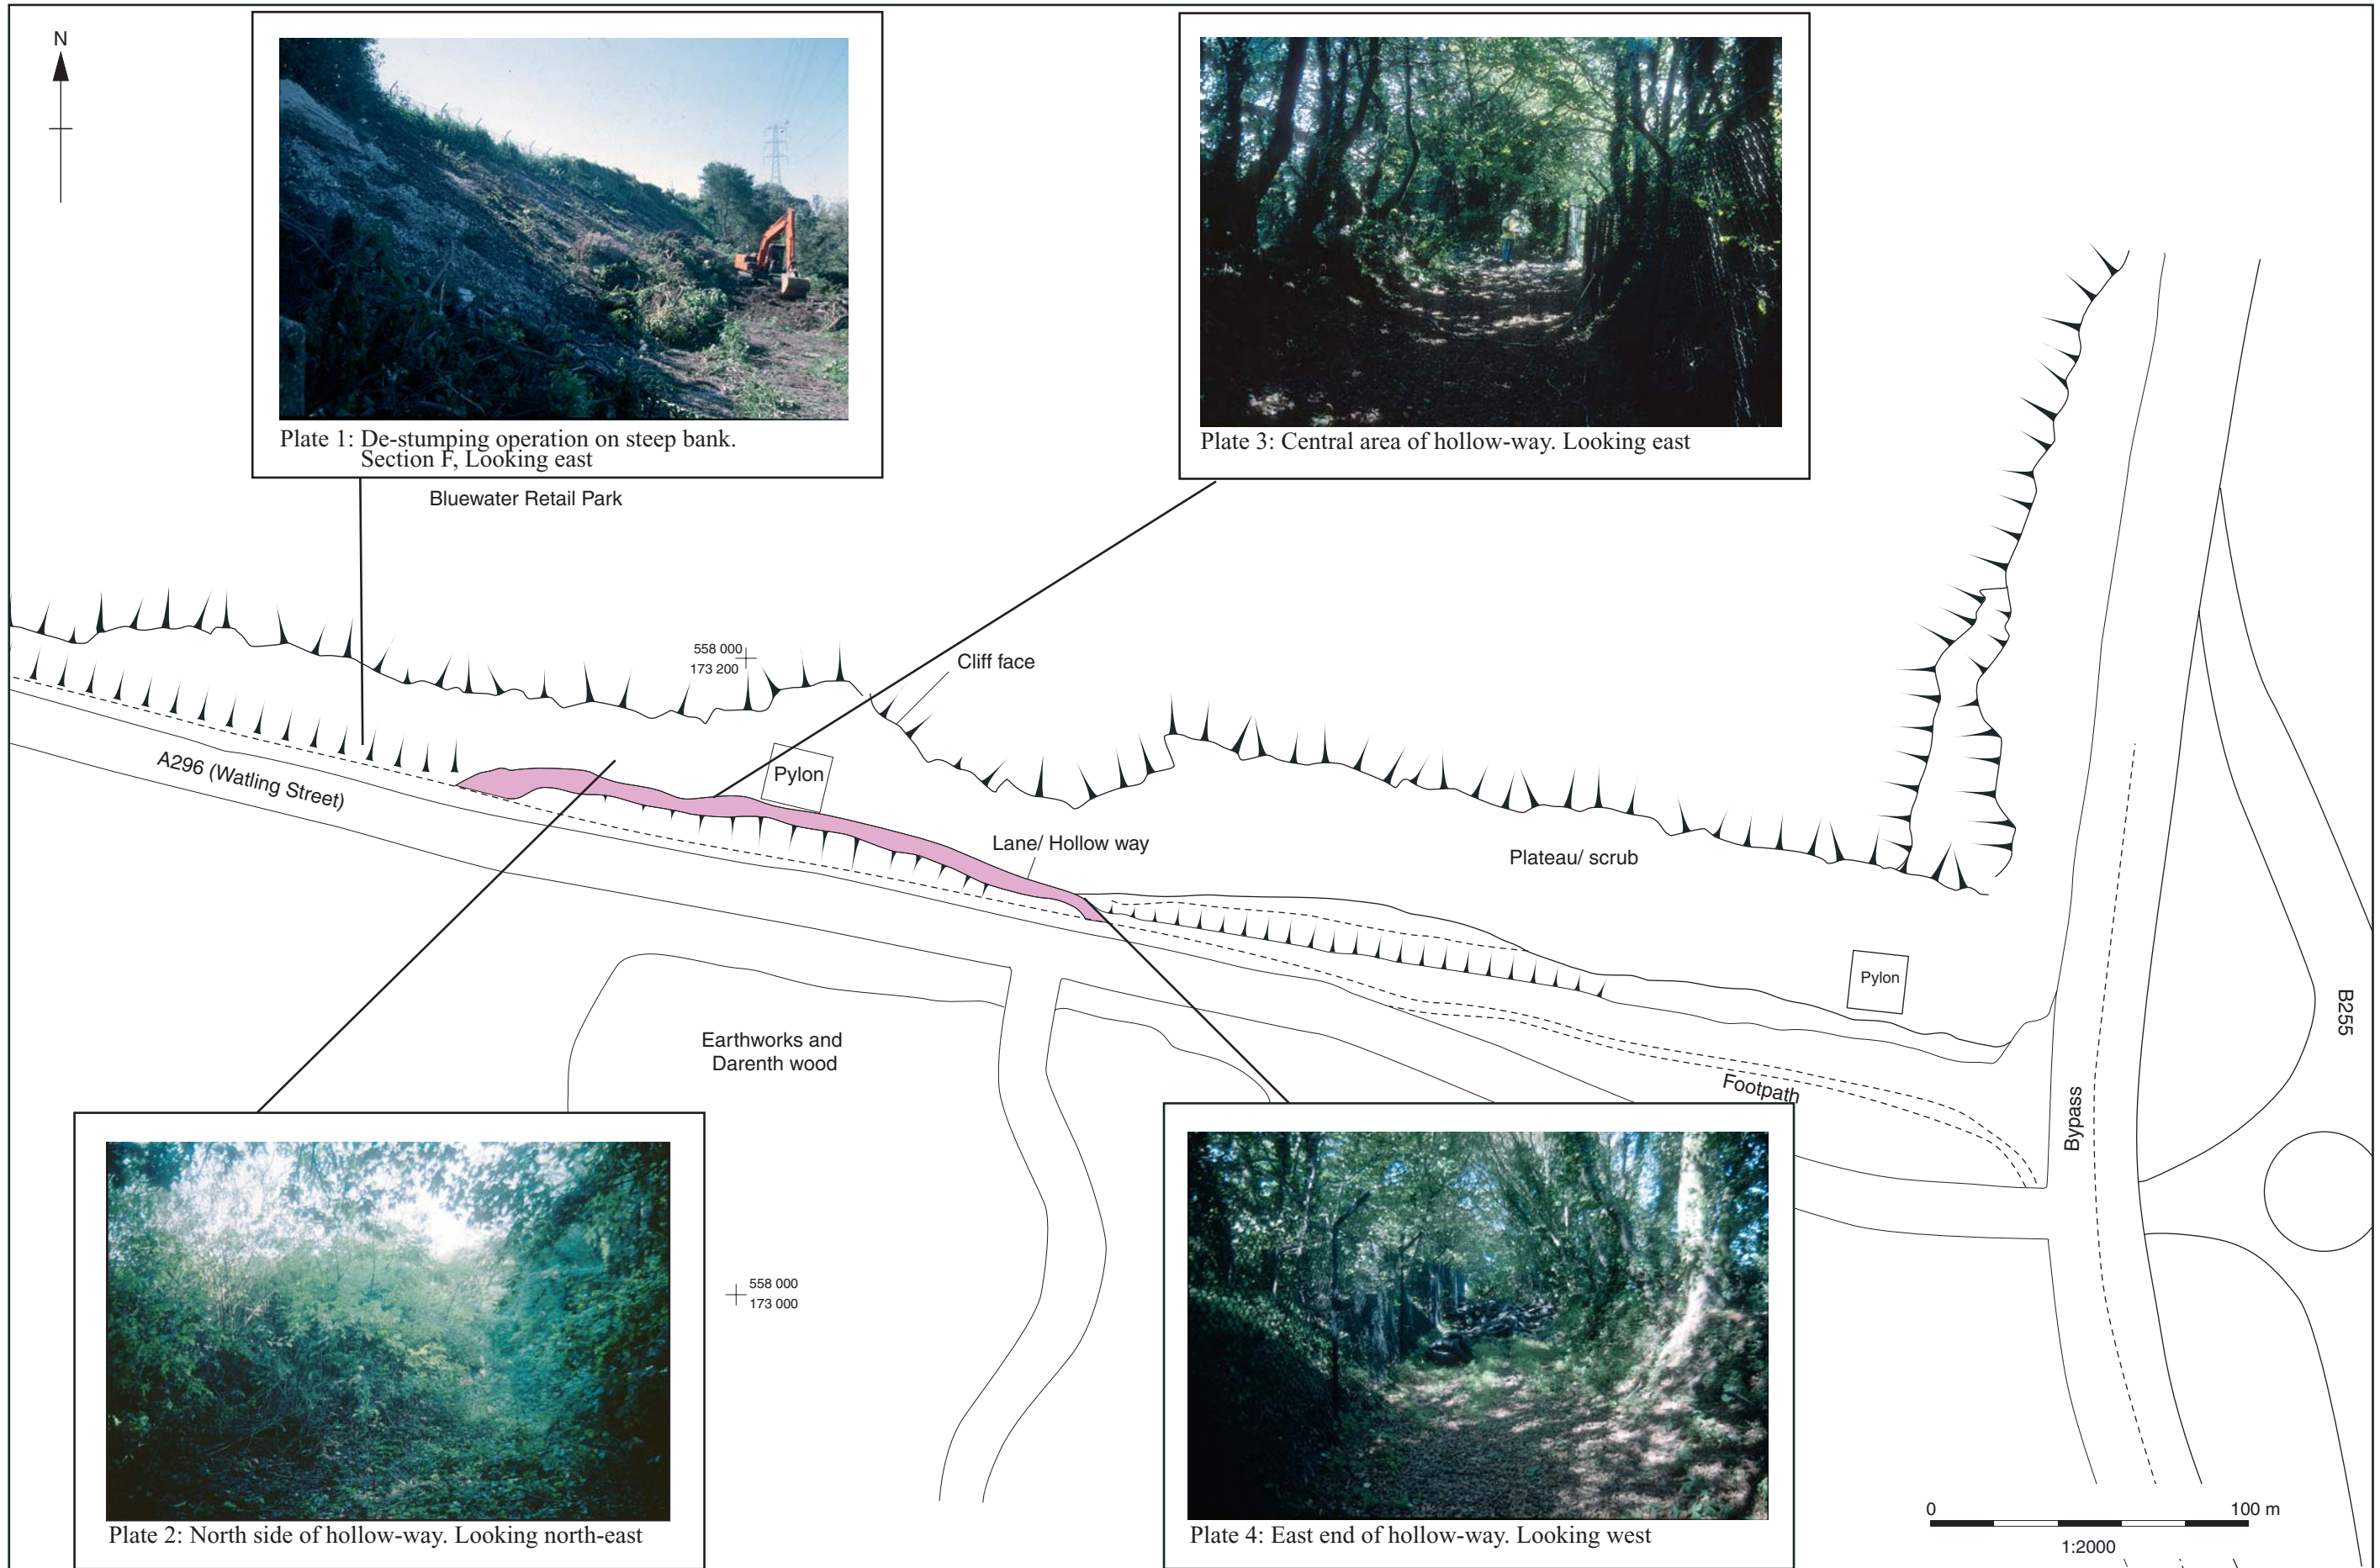 N
Plate 1: De-stumping operation on steep bank.
Section F, Looking east
Plate 3: Central area of hollow-way. Looking east
Bluewater Retail Park
558 000
173 200
Cliff face
A296 (Watling Street)
Pylon
Lane/ Hollow way
Plateau/ scrub
Pylon
B255
Earthworks and
Darenth wood
Footpath
Bypass
558 000
173 000
Plate 2: North side of hollow-way. Looking north-east
Plate 4: East end of hollow-way. Looking west
0 100 m
1:2000